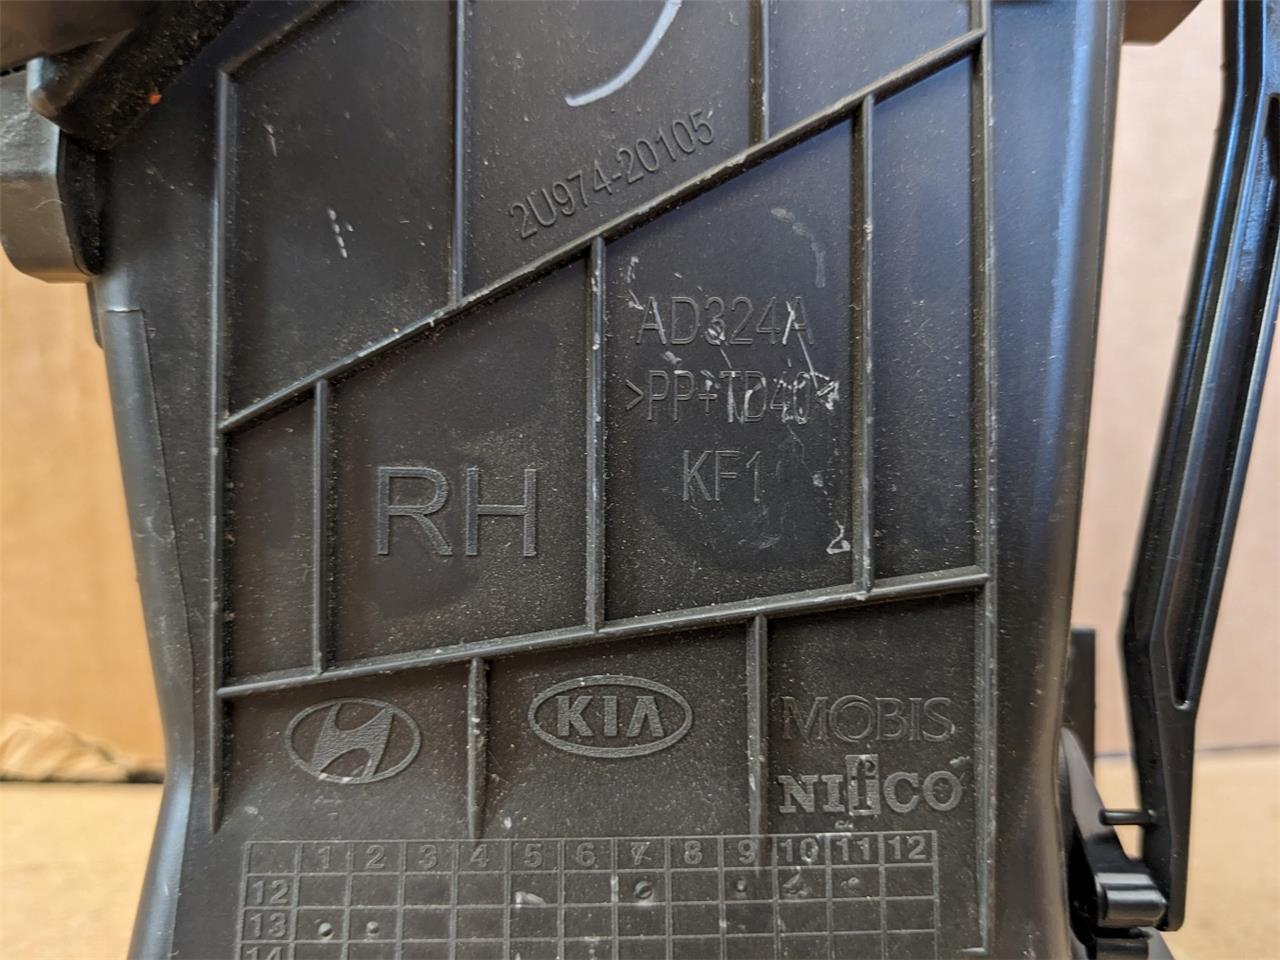 2U974-20105
AD324A
>PP+TD40<
KF1
RH
KIA
MOBIS
NIfCO
1 2 3 4 5 6 7 8 9 10 11 12
12
13
14